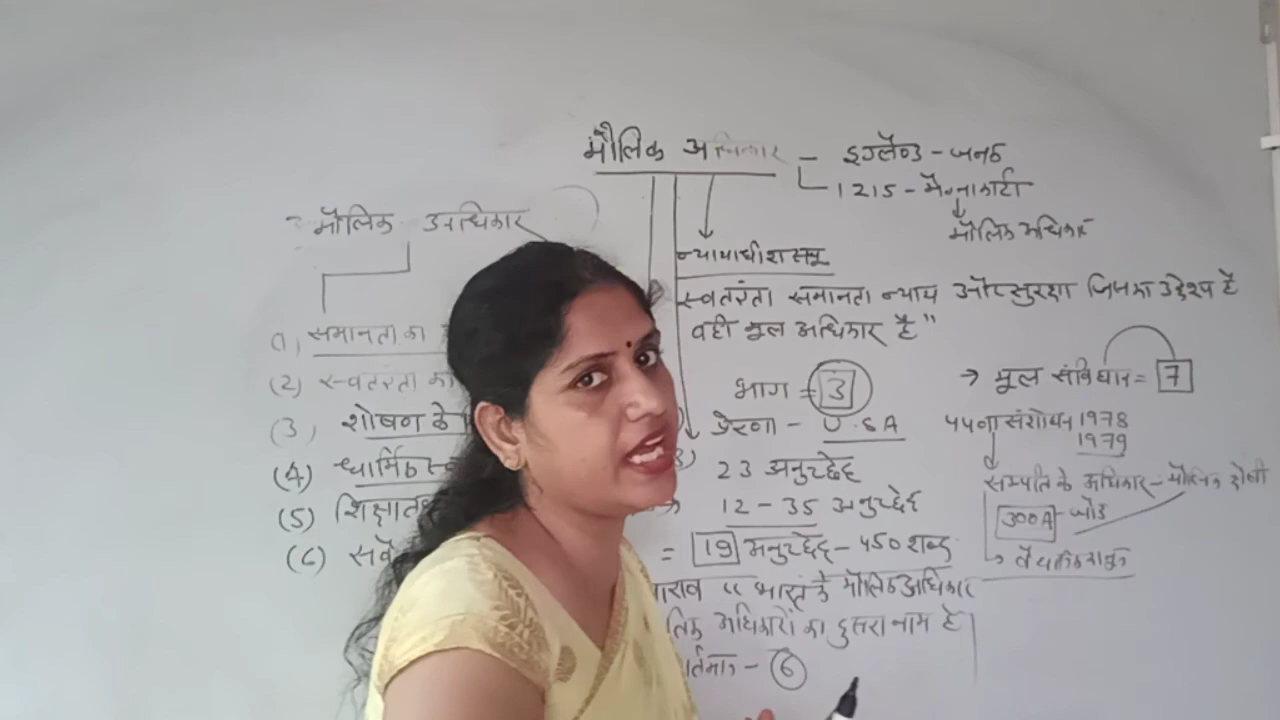 मौलिक अधिकार - इंग्लैण्ड - जनक
1215 - मैग्नाकार्टा
मौलिक अधिकार
मौलिक अधिकार
न्यायाधीश
स्वतंरता समानता न्याय और सुरक्षा जिसका उद्देश्य है
वही मूल अधिकार है"
(1) समानता का
(2) स्वतंरता का
(3) शोषण के
(4) धार्मिक
(5) शिक्षा
(6)
भाग = 3
→ मूल संविधान = 7
प्रेरणा - U.S.A
44वा संशोधन 1978
1979
23 अनुच्छेद
सम्पति के अधिकार - मौलिक
12 - 35 अनुच्छेद
300A - जोड
= 19 अनुच्छेद - 450 शब्द
" भारत के मौलिक अधिकार
अधिकारों का दुसरा नाम है
- 6